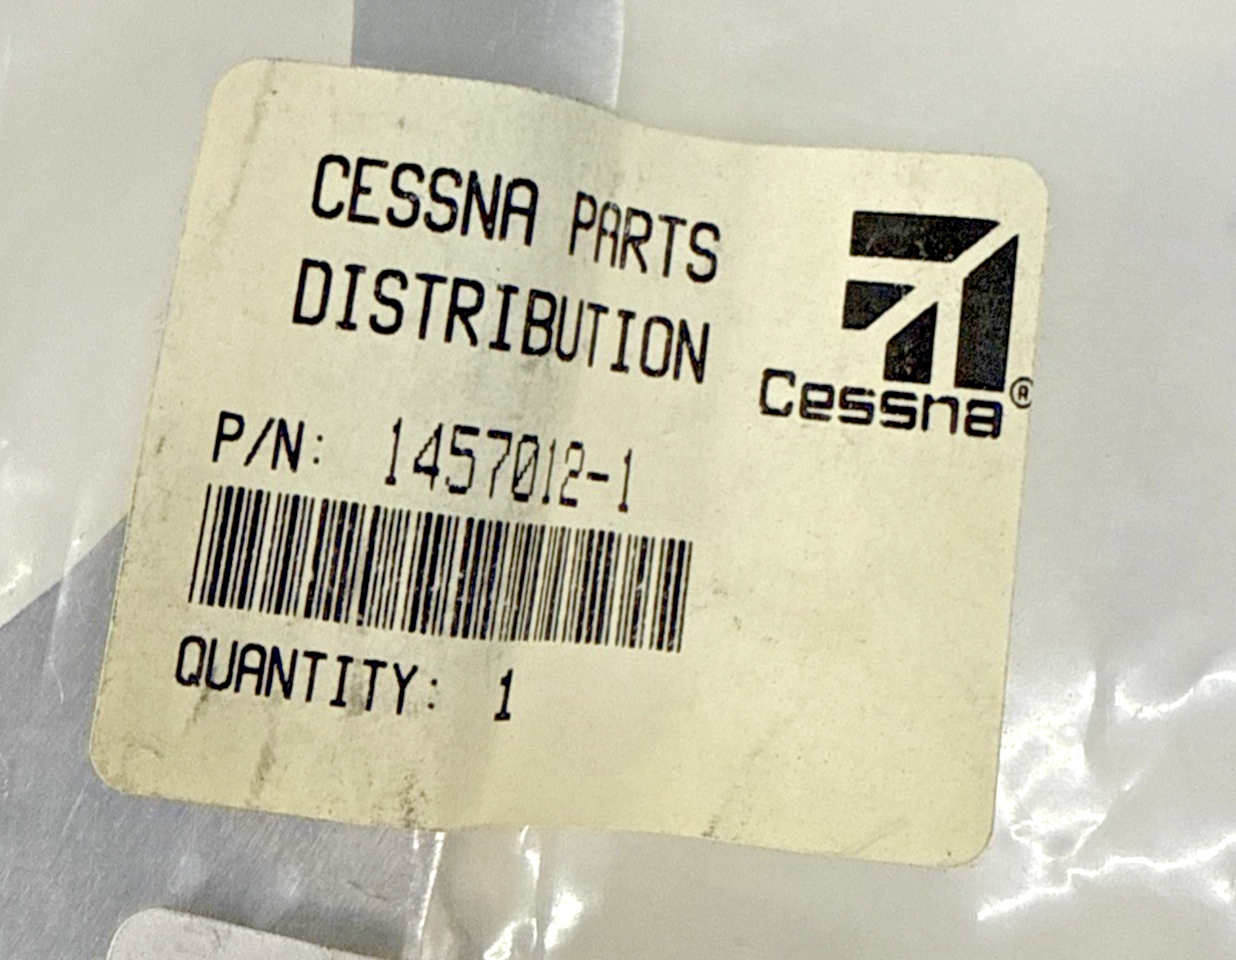 CESSNA PARTS
DISTRIBUTION
Cessna®
P/N: 1457012-1
QUANTITY: 1